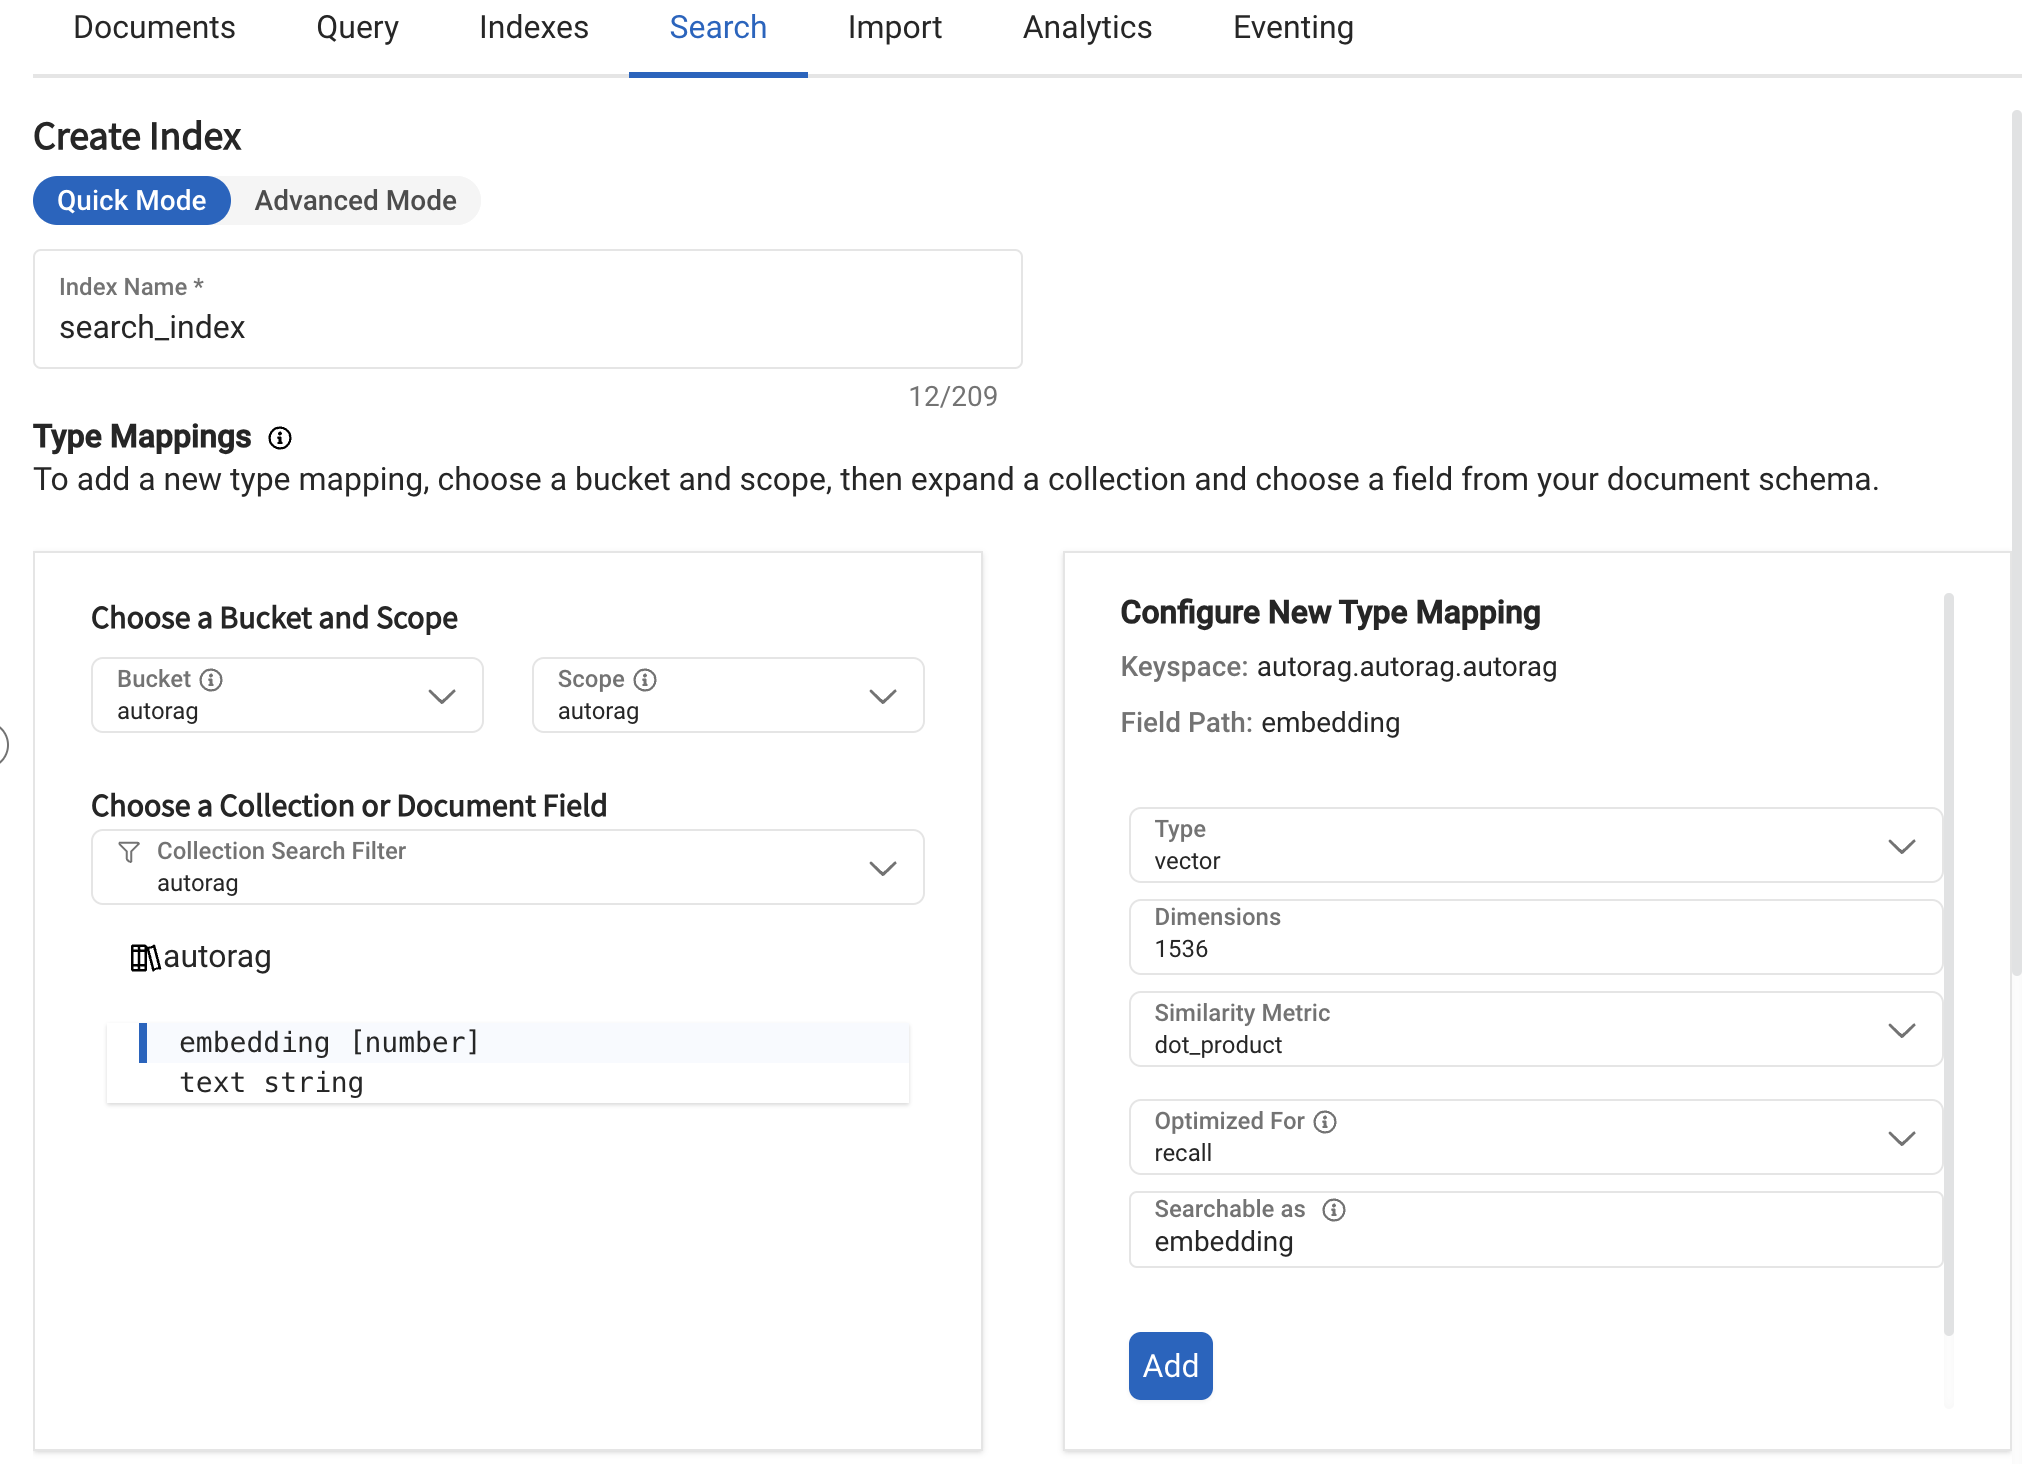 Documents Query Indexes Search Import Analytics Eventing
Create Index
Quick Mode Advanced Mode
Index Name *
search_index
12/209
Type Mappings
To add a new type mapping, choose a bucket and scope, then expand a collection and choose a field from your document schema.
Choose a Bucket and Scope
Bucket
autorag
Scope
autorag
Choose a Collection or Document Field
Collection Search Filter
autorag
autorag
embedding [number]
text string
Configure New Type Mapping
Keyspace: autorag.autorag.autorag
Field Path: embedding
Type
vector
Dimensions
1536
Similarity Metric
dot_product
Optimized For
recall
Searchable as
embedding
Add